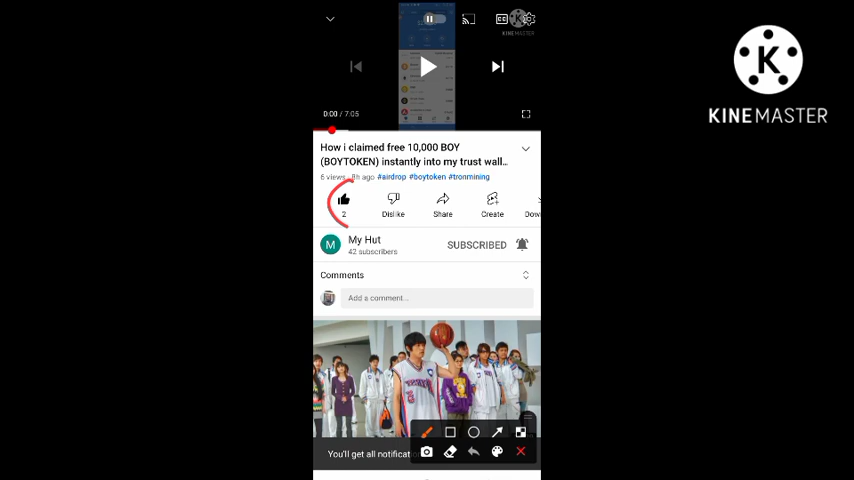 KINEMASTER
0:00 / 7:05
How i claimed free 10,000 BOY
(BOYTOKEN) instantly into my trust wall...
6 views · 8h ago #airdrop #boytoken #tronmining
2
Dislike
Share
Create
Dow
M
My Hut
42 subscribers
SUBSCRIBED
Comments
Add a comment...
You'll get all notificat
K
KINEMASTER